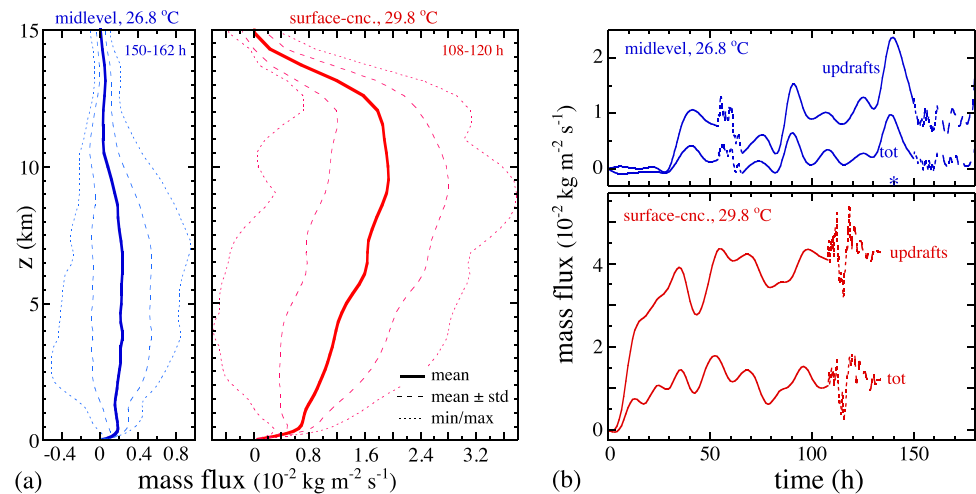 midlevel, 26.8 °C
surface-cnc., 29.8 °C
150-162 h
108-120 h
15
10
5
0
z (km)
mean
mean ± std
min/max
-0.4 0 0.4 0.8
0 0.8 1.6 2.4 3.2
(a)
mass flux (10-2 kg m-2 s-1)
midlevel, 26.8 °C
updrafts
tot
*
2
1
0
surface-cnc., 29.8 °C
updrafts
tot
4
2
0
mass flux (10-2 kg m-2 s-1)
0 50 100 150
(b)
time (h)